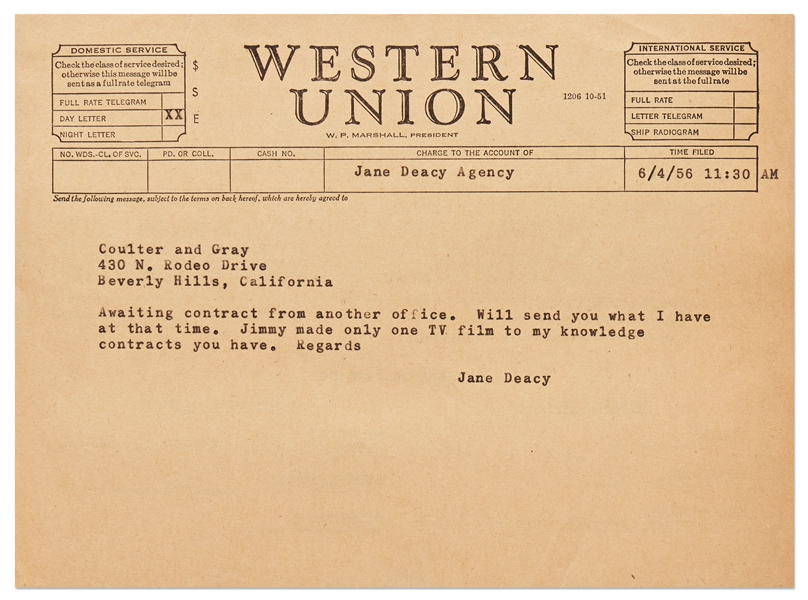 DOMESTIC SERVICE
Check the class of service desired;
otherwise this message will be
sent as a full rate telegram
FULL RATE TELEGRAM
DAY LETTER XX
NIGHT LETTER
$
S
E
WESTERN
UNION
1206 10-51
W. P. MARSHALL, PRESIDENT
INTERNATIONAL SERVICE
Check the class of service desired;
otherwise the message will be
sent at the full rate
FULL RATE
LETTER TELEGRAM
SHIP RADIOGRAM
NO. WDS.-CL. OF SVC. PD. OR COLL. CASH NO. CHARGE TO THE ACCOUNT OF TIME FILED
Jane Deacy Agency 6/4/56 11:30 AM
Send the following message, subject to the terms on back hereof, which are hereby agreed to
Coulter and Gray
430 N. Rodeo Drive
Beverly Hills, California
Awaiting contract from another office. Will send you what I have
at that time. Jimmy made only one TV film to my knowledge
contracts you have. Regards
Jane Deacy